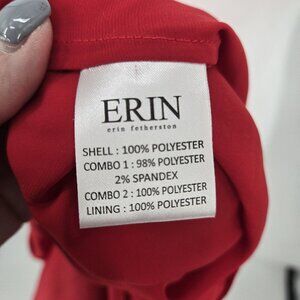 ERIN
erin fetherston
SHELL : 100% POLYESTER
COMBO 1 : 98% POLYESTER
2% SPANDEX
COMBO 2 : 100% POLYESTER
LINING : 100% POLYESTER